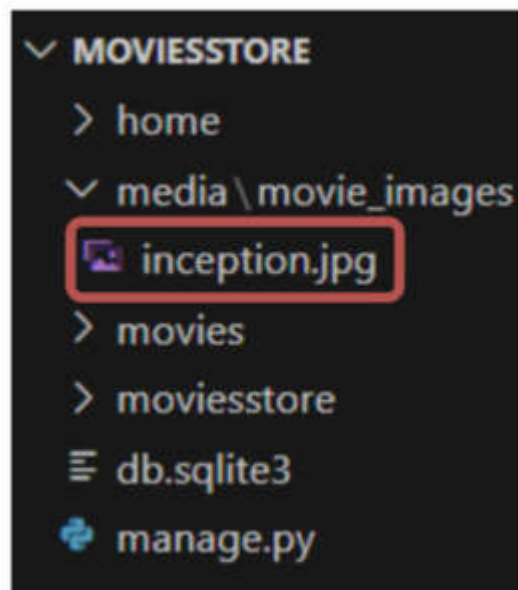 MOVIESSTORE
home
media\movie_images
inception.jpg
movies
moviesstore
db.sqlite3
manage.py